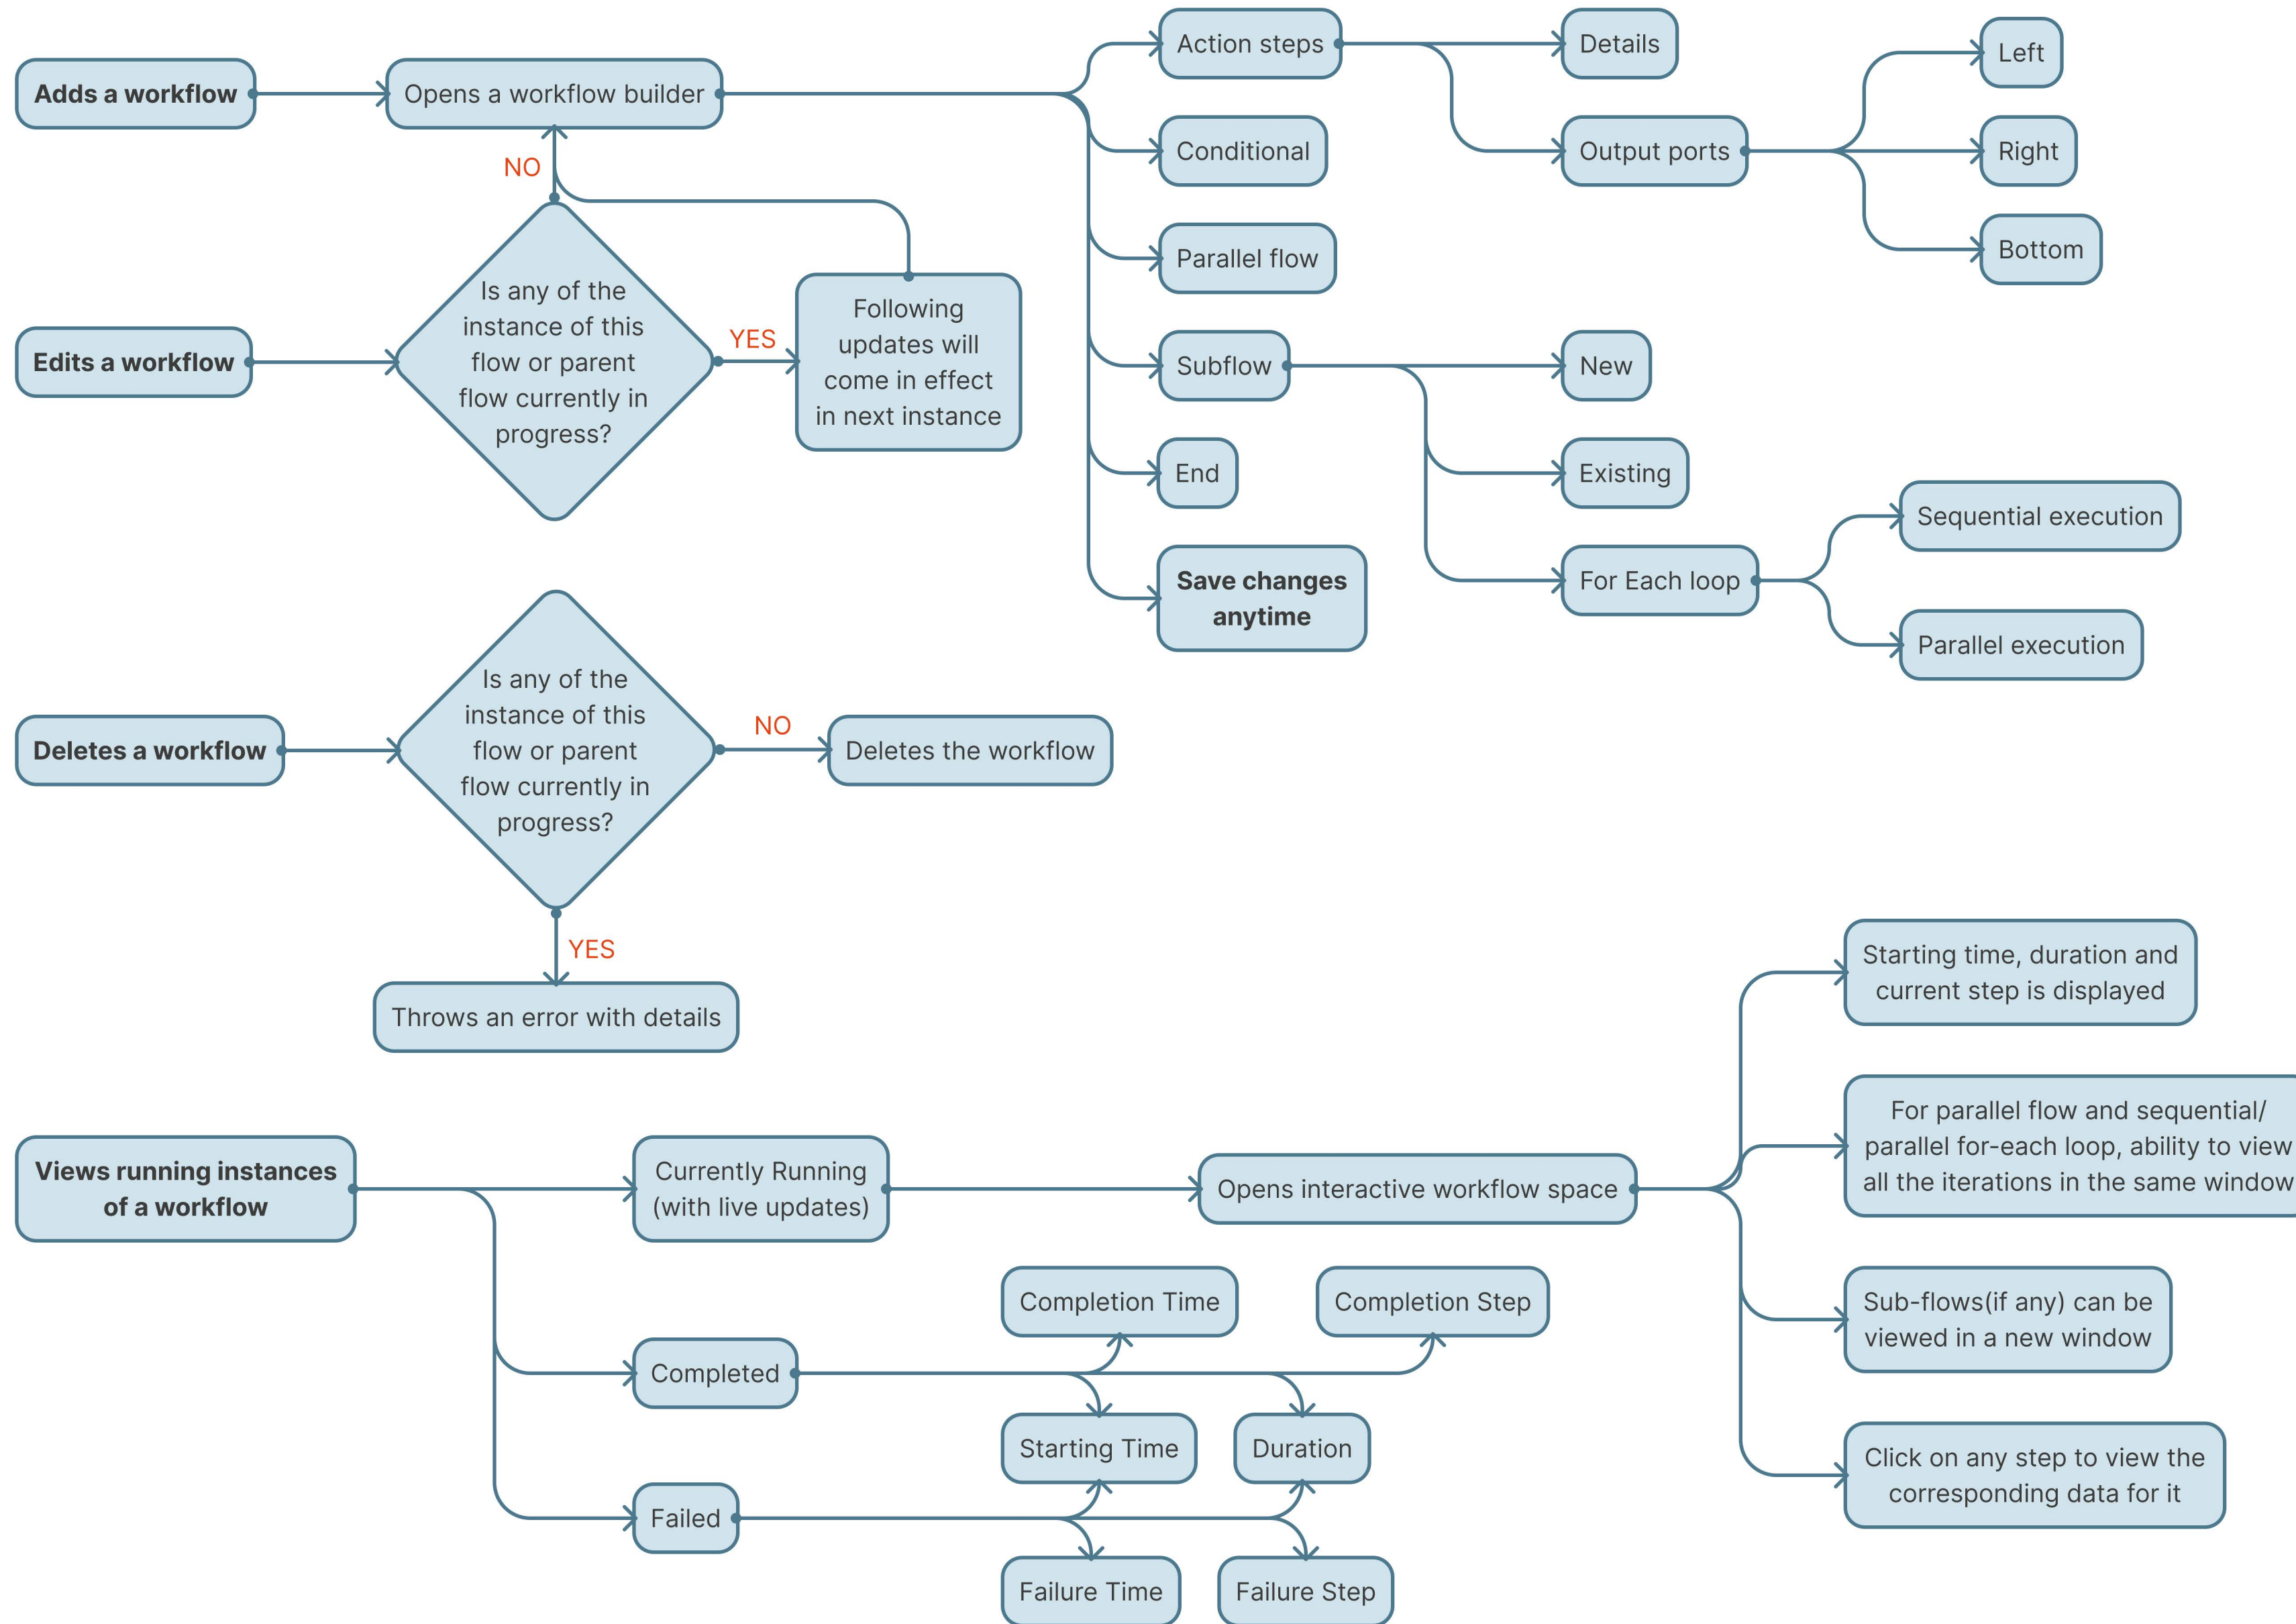 Adds a workflow
Opens a workflow builder
Action steps
Details
Left
Conditional
Output ports
Right
NO
Parallel flow
Bottom
Edits a workflow
Is any of the
instance of this
flow or parent
flow currently in
progress?
YES
Following
updates will
come in effect
in next instance
Subflow
New
End
Existing
Sequential execution
Save changes
anytime
For Each loop
Parallel execution
Deletes a workflow
Is any of the
instance of this
flow or parent
flow currently in
progress?
NO
Deletes the workflow
YES
Throws an error with details
Views running instances
of a workflow
Currently Running
(with live updates)
Opens interactive workflow space
Starting time, duration and
current step is displayed
For parallel flow and sequential/
parallel for-each loop, ability to view
all the iterations in the same window
Sub-flows(if any) can be
viewed in a new window
Click on any step to view the
corresponding data for it
Completion Time
Completion Step
Completed
Starting Time
Duration
Failed
Failure Time
Failure Step